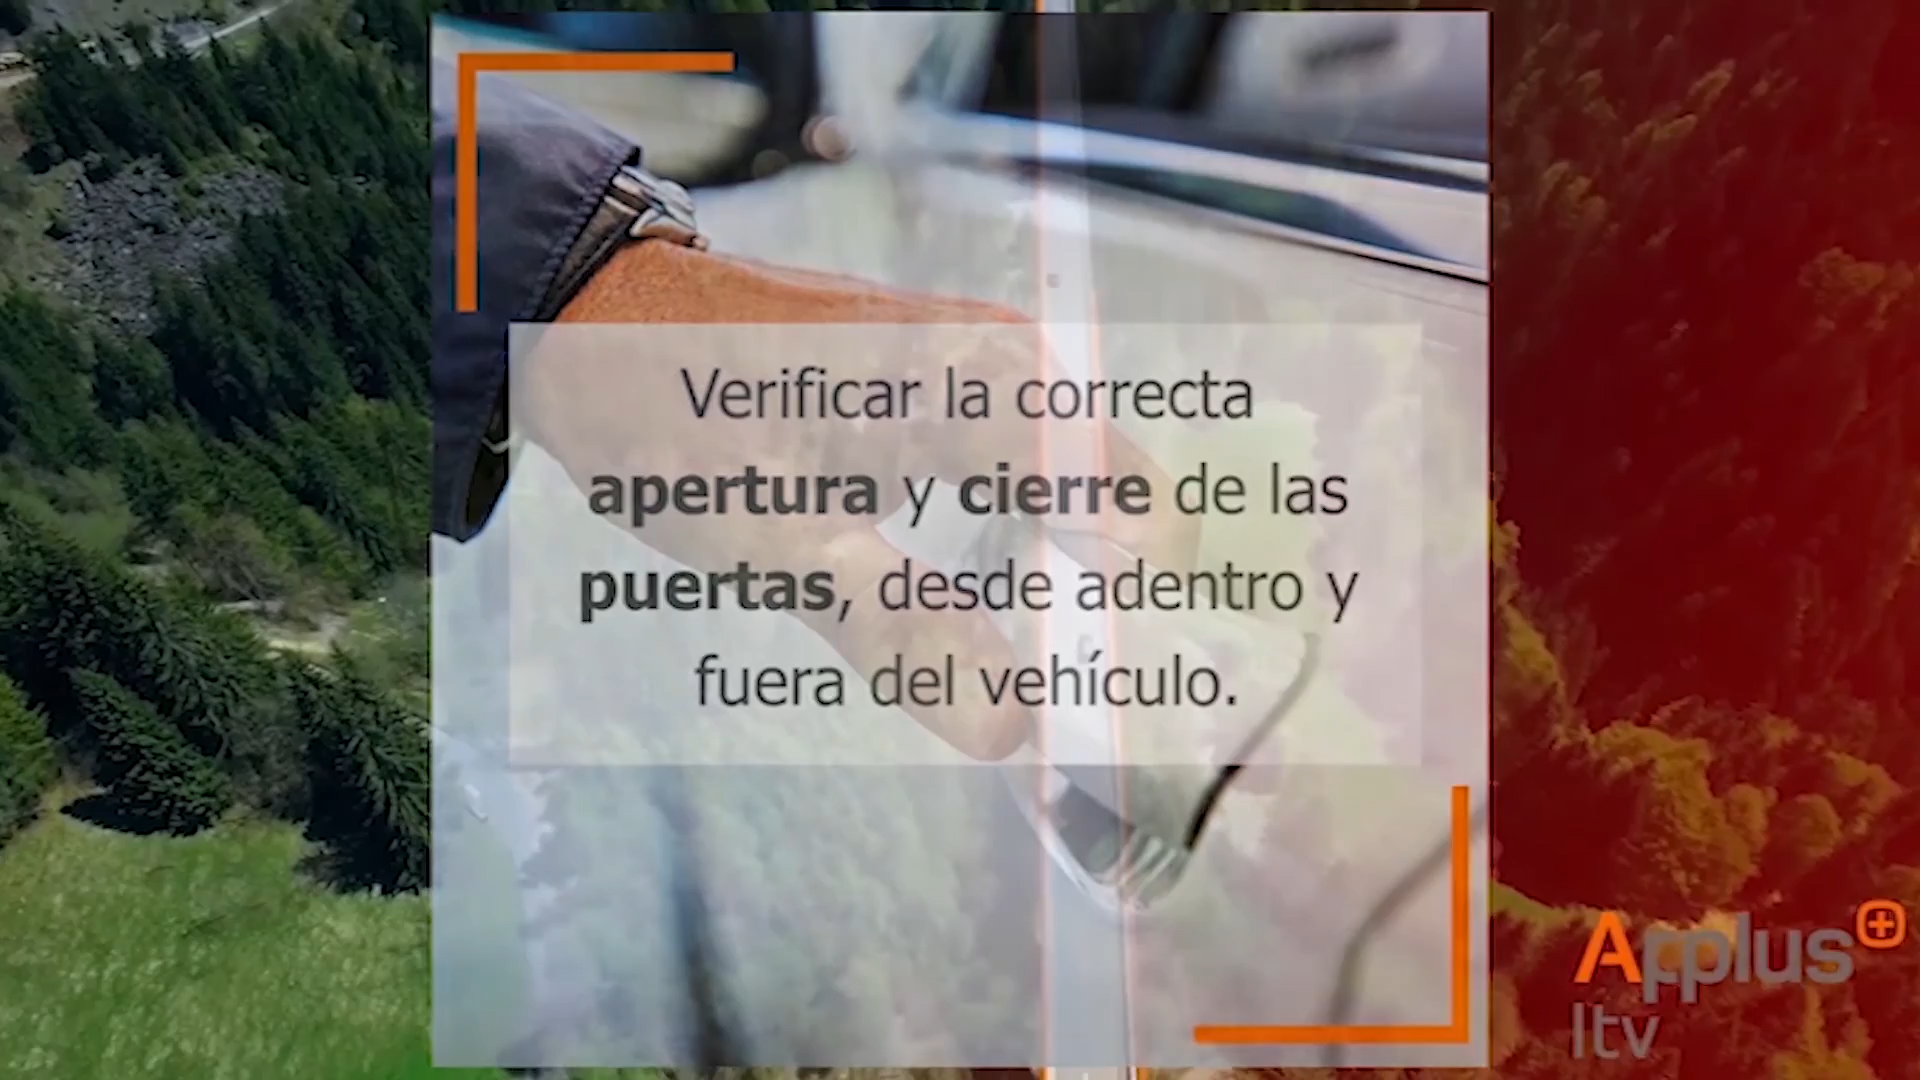 Verificar la correcta
apertura y cierre de las
puertas, desde adentro y
fuera del vehículo.
Applus+
Itv